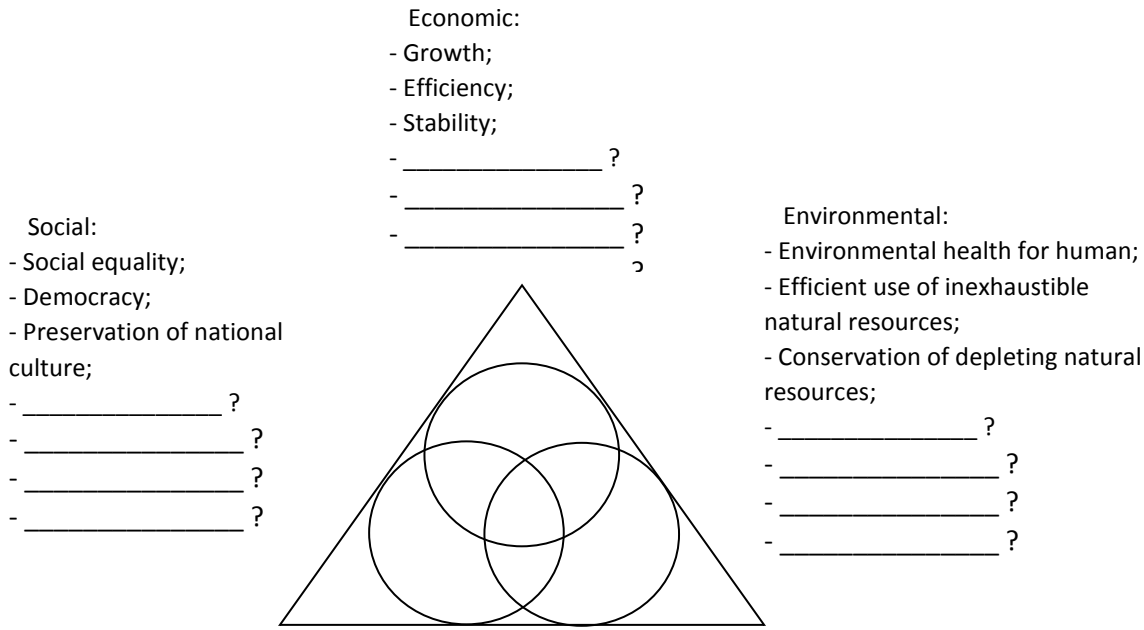 Economic:
- Growth;
- Efficiency;
- Stability;
- _______________ ?
- ________________ ?
- ________________ ?
?
Social:
- Social equality;
- Democracy;
- Preservation of national
culture;
- _______________ ?
- ________________ ?
- ________________ ?
- ________________ ?
Environmental:
- Environmental health for human;
- Efficient use of inexhaustible
natural resources;
- Conservation of depleting natural
resources;
- _______________ ?
- ________________ ?
- ________________ ?
- ________________ ?